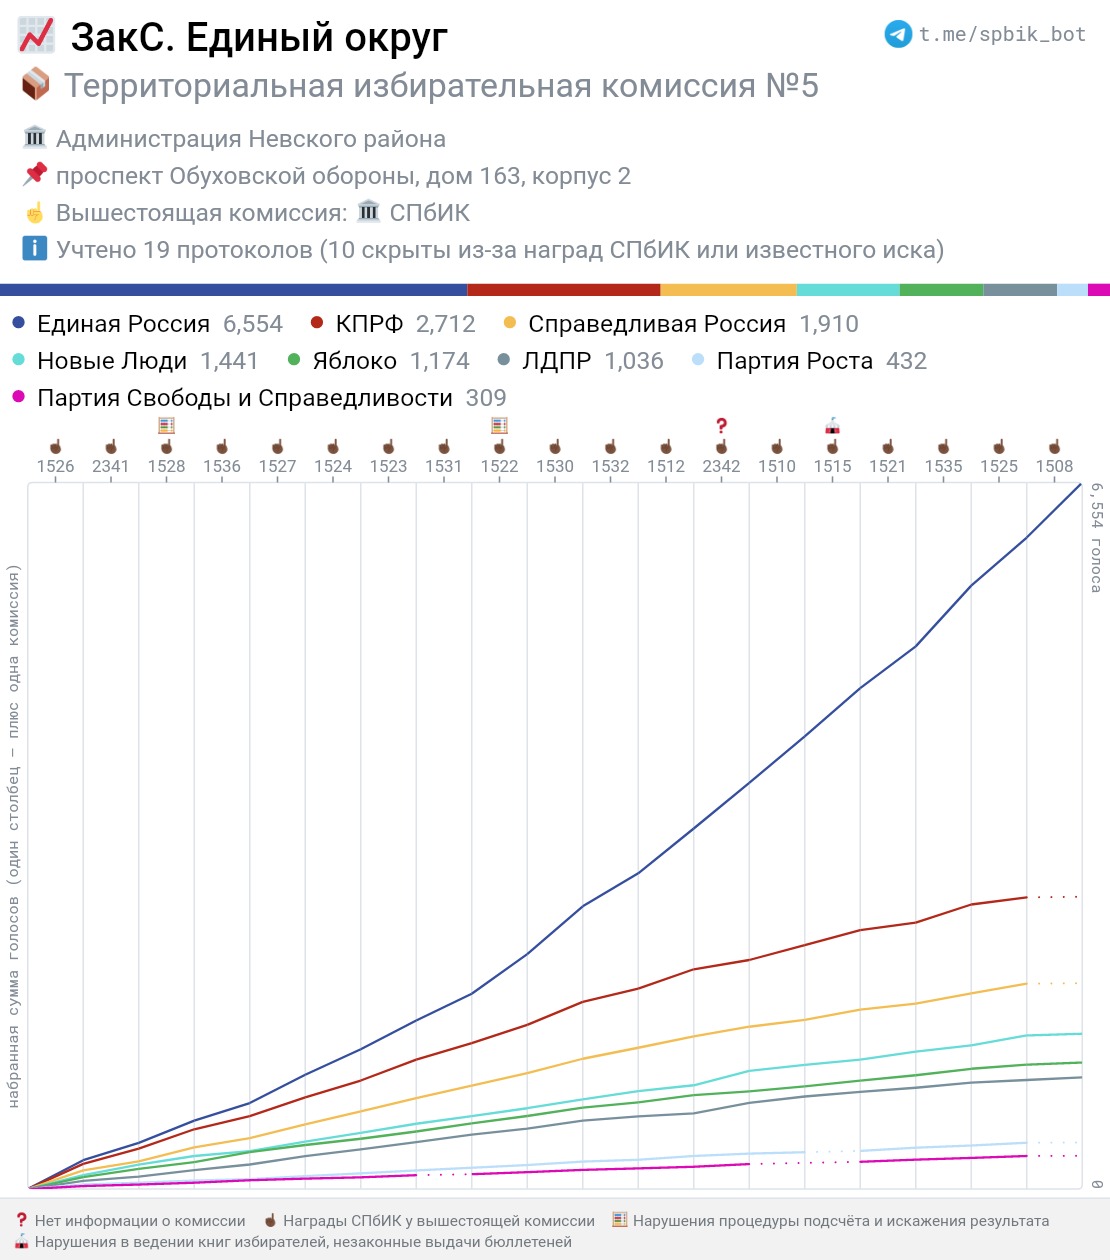 ЗакС. Единый округ
t.me/spbik_bot
Территориальная избирательная комиссия №5
Администрация Невского района
проспект Обуховской обороны, дом 163, корпус 2
Вышестоящая комиссия: СПбИК
Учтено 19 протоколов (10 скрыты из-за наград СПбИК или известного иска)
Единая Россия 6,554 КПРФ 2,712 Справедливая Россия 1,910
Новые Люди 1,441 Яблоко 1,174 ЛДПР 1,036 Партия Роста 432
Партия Свободы и Справедливости 309
1526 2341 1528 1536 1527 1524 1523 1531 1522 1530 1532 1512 2342 1510 1515 1521 1535 1525 1508
набранная сумма голосов (один столбец – плюс одна комиссия)
6,554 голоса
0
Нет информации о комиссии Награды СПбИК у вышестоящей комиссии Нарушения процедуры подсчёта и искажения результата
Нарушения в ведении книг избирателей, незаконные выдачи бюллетеней